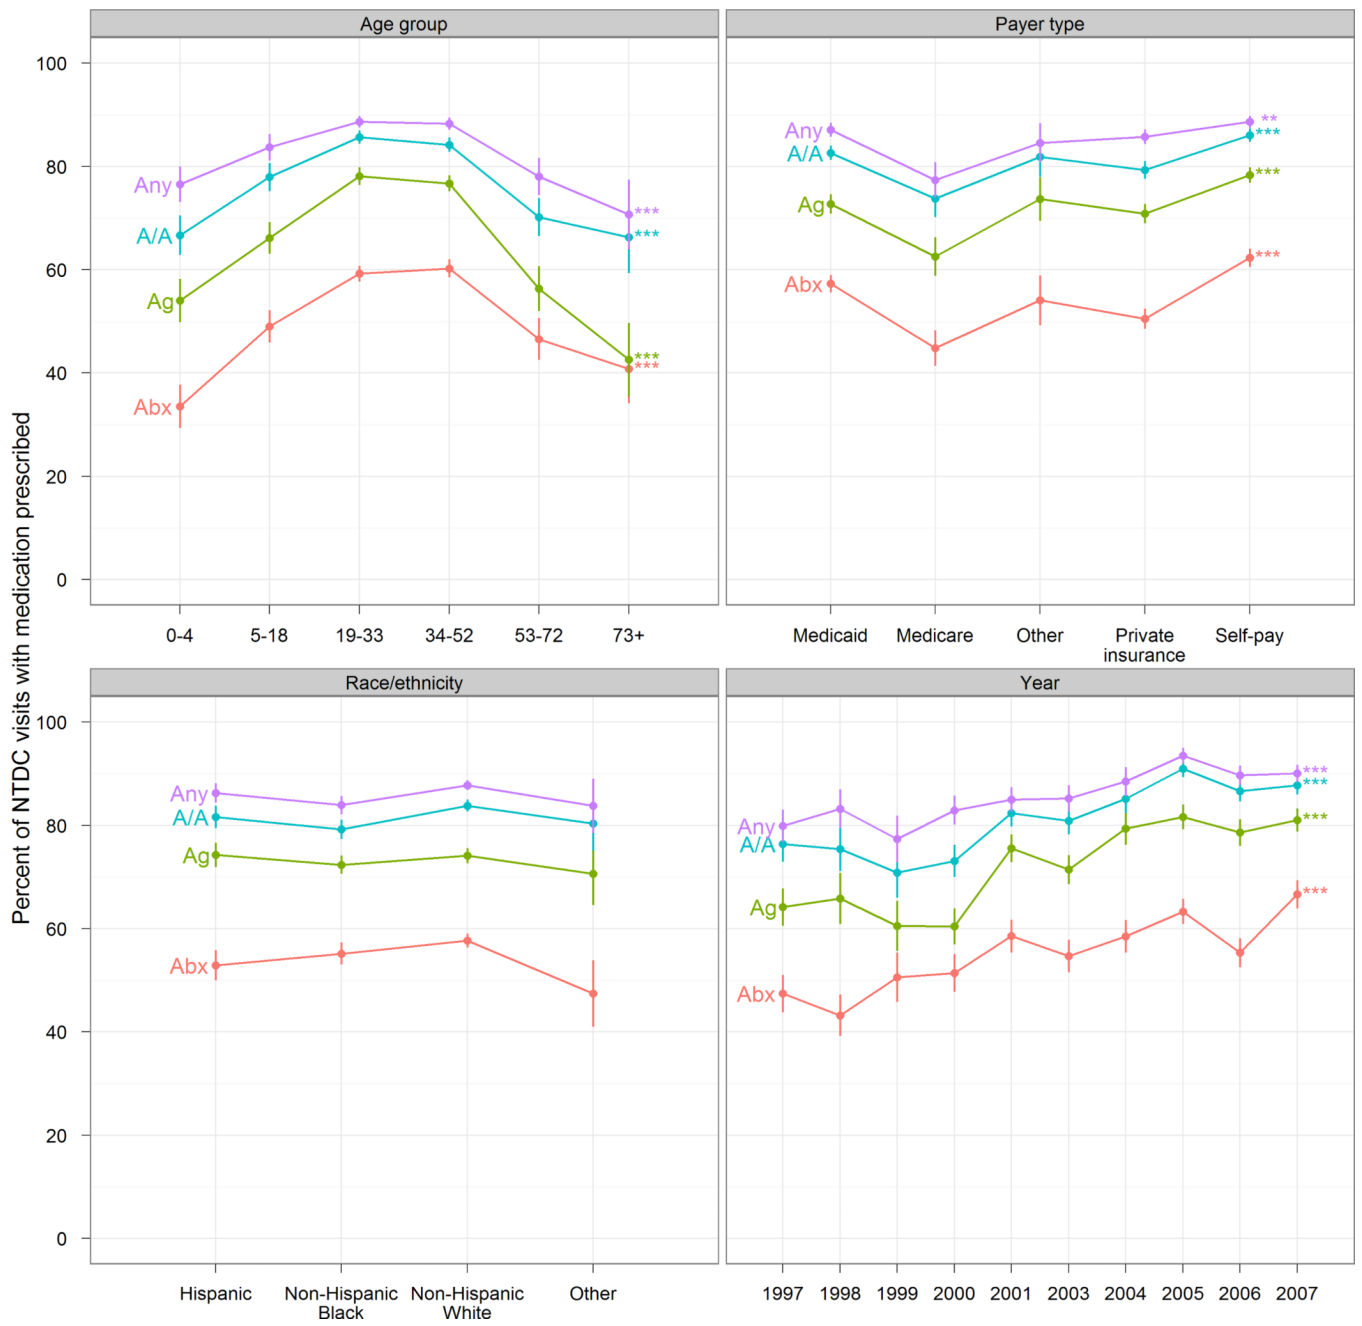 Percent of NTDC visits with medication prescribed
Age group
100
80
60
40
20
0
Any
A/A
Ag
Abx
***
***
***
***
0-4 5-18 19-33 34-52 53-72 73+
Payer type
Any
A/A
Ag
Abx
**
***
***
***
Medicaid Medicare Other Private insurance Self-pay
Race/ethnicity
100
80
60
40
20
0
Any
A/A
Ag
Abx
Hispanic Non-Hispanic Black Non-Hispanic White Other
Year
Any
A/A
Ag
Abx
***
***
***
***
1997 1998 1999 2000 2001 2003 2004 2005 2006 2007